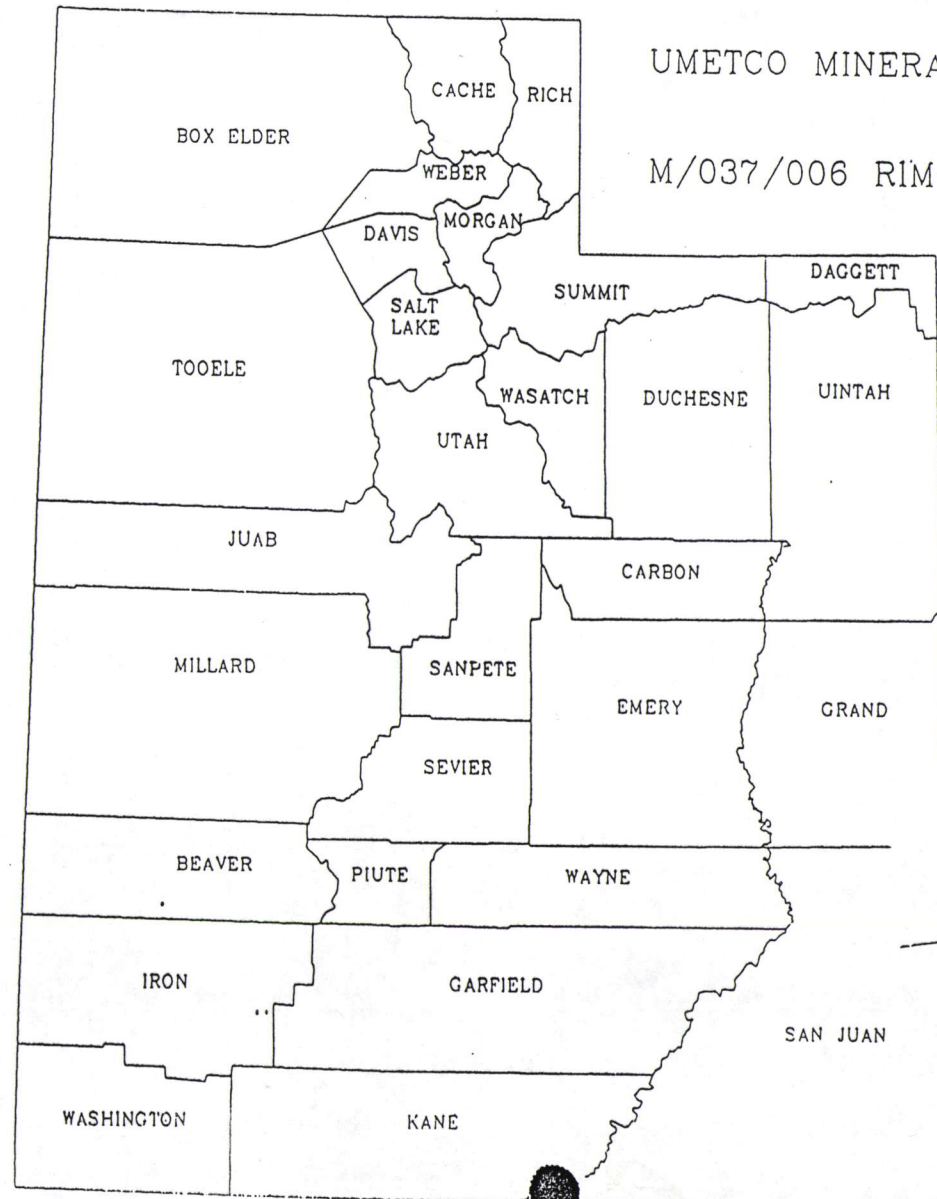 UMETCO MINERA
CACHE
RICH
BOX ELDER
M/037/006 RIM
WEBER
MORGAN
DAVIS
DAGGETT
SUMMIT
SALT
LAKE
TOOELE
WASATCH
DUCHESNE
UINTAH
UTAH
JUAB
CARBON
MILLARD
SANPETE
EMERY
GRAND
SEVIER
BEAVER
PIUTE
WAYNE
IRON
GARFIELD
SAN JUAN
WASHINGTON
KANE